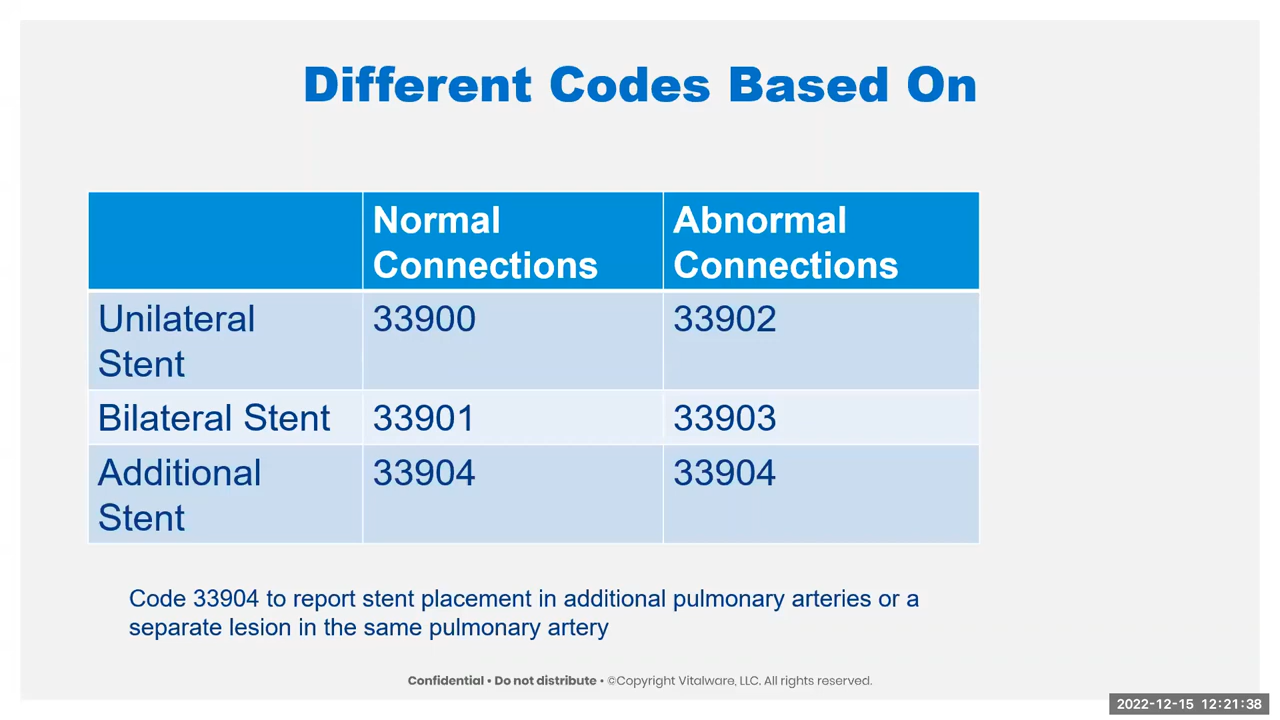 Different Codes Based On
Normal Connections
Abnormal Connections
Unilateral Stent
33900
33902
Bilateral Stent
33901
33903
Additional Stent
33904
33904
Code 33904 to report stent placement in additional pulmonary arteries or a
separate lesion in the same pulmonary artery
Confidential • Do not distribute • ©Copyright Vitalware, LLC. All rights reserved.
2022-12-15 12:21:38